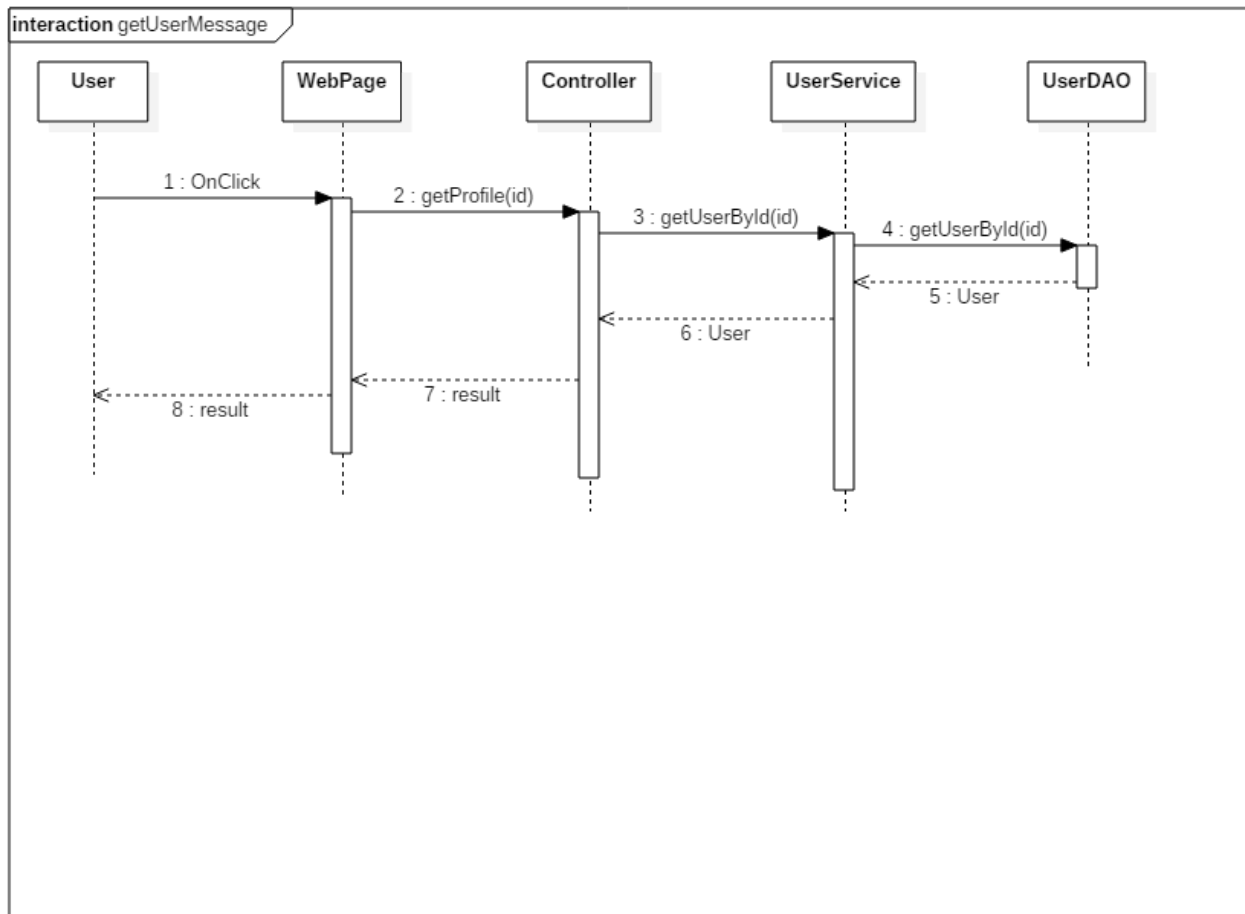 interaction getUserMessage
User
WebPage
Controller
UserService
UserDAO
1 : OnClick
2 : getProfile(id)
3 : getUserById(id)
4 : getUserById(id)
5 : User
6 : User
7 : result
8 : result